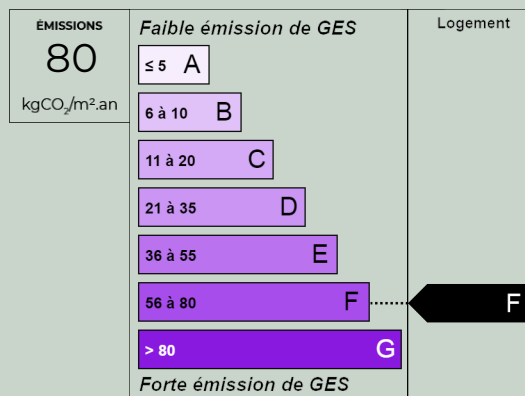 ÉMISSIONS
80
kgCO₂/m².an
Faible émission de GES
≤ 5 A
6 à 10 B
11 à 20 C
21 à 35 D
36 à 55 E
56 à 80 F
> 80 G
Forte émission de GES
Logement
F